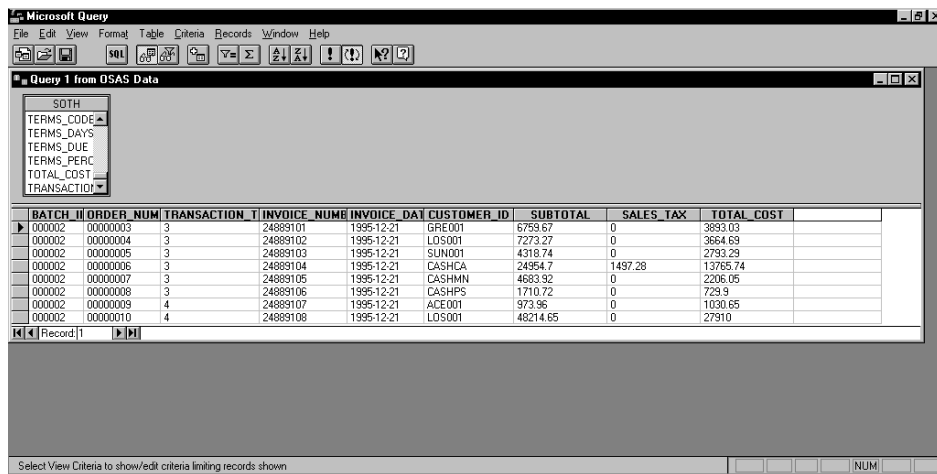 Microsoft Query
File Edit View Format Table Criteria Records Window Help
SQL
Query 1 from OSAS Data
SOTH
TERMS_CODE
TERMS_DAYS
TERMS_DUE
TERMS_PERC
TOTAL_COST
TRANSACTION
BATCH_II ORDER_NUM TRANSACTION_T INVOICE_NUMB INVOICE_DAT CUSTOMER_ID SUBTOTAL SALES_TAX TOTAL_COST
000002 00000003 3 24889101 1995-12-21 GRE001 6759.67 0 3893.03
000002 00000004 3 24889102 1995-12-21 LOS001 7273.27 0 3664.69
000002 00000005 3 24889103 1995-12-21 SUN001 4318.74 0 2793.29
000002 00000006 3 24889104 1995-12-21 CASHCA 24954.7 1497.28 13765.74
000002 00000007 3 24889105 1995-12-21 CASHMN 4683.92 0 2206.05
000002 00000008 3 24889106 1995-12-21 CASHPS 1710.72 0 729.9
000002 00000009 4 24889107 1995-12-21 ACE001 973.96 0 1030.65
000002 00000010 4 24889108 1995-12-21 LOS001 48214.65 0 27910
Record: 1
Select View Criteria to show/edit criteria limiting records shown
NUM